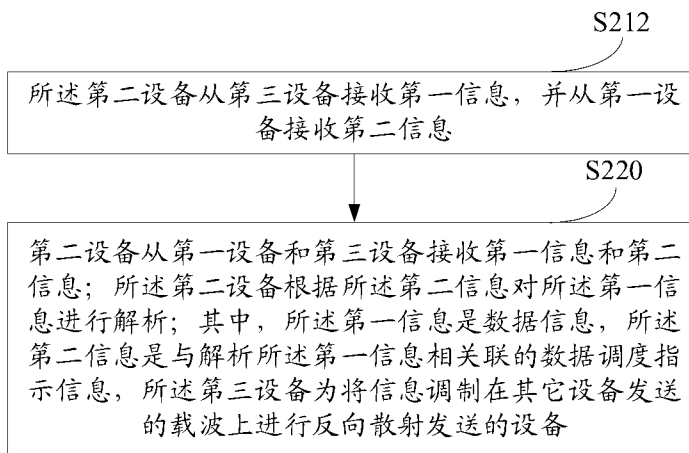 S212
所述第二设备从第三设备接收第一信息，并从第一设
备接收第二信息
S220
第二设备从第一设备和第三设备接收第一信息和第二
信息；所述第二设备根据所述第二信息对所述第一信
息进行解析；其中，所述第一信息是数据信息，所述
第二信息是与解析所述第一信息相关联的数据调度指
示信息，所述第三设备为将信息调制在其它设备发送
的载波上进行反向散射发送的设备